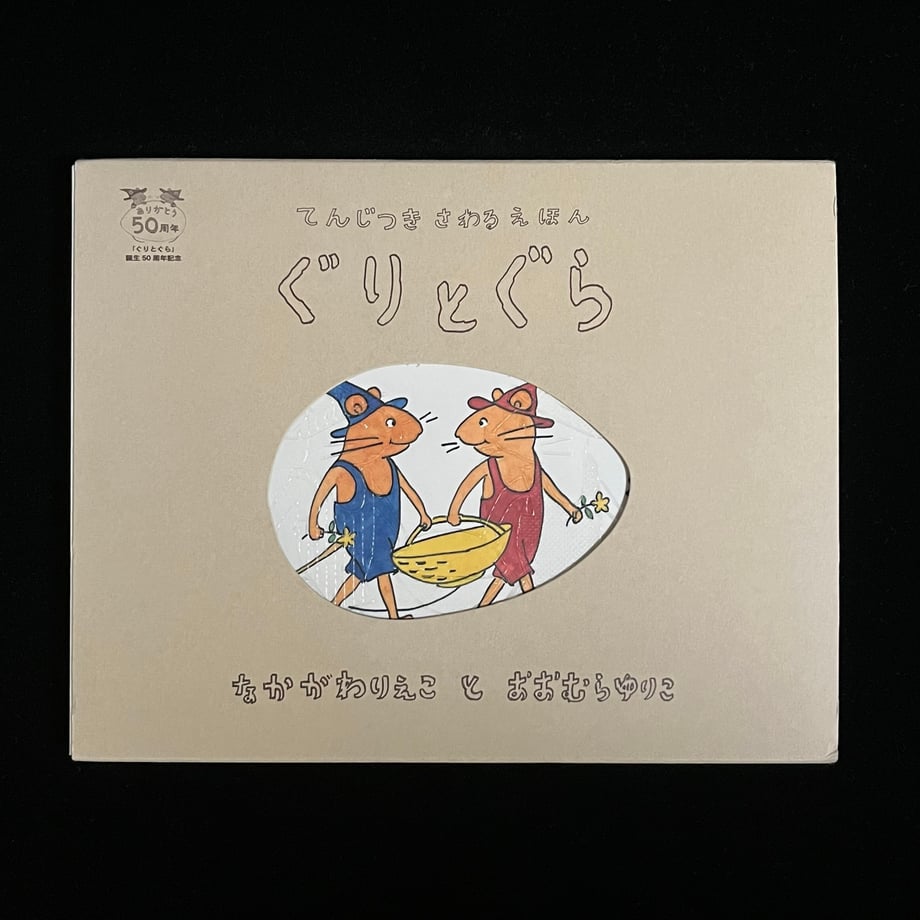 ありがとう
50周年
「ぐりとぐら」
誕生50周年記念
てんじつき さわる えほん
ぐりとぐら
なかがわりえこ と おおむらゆりこ